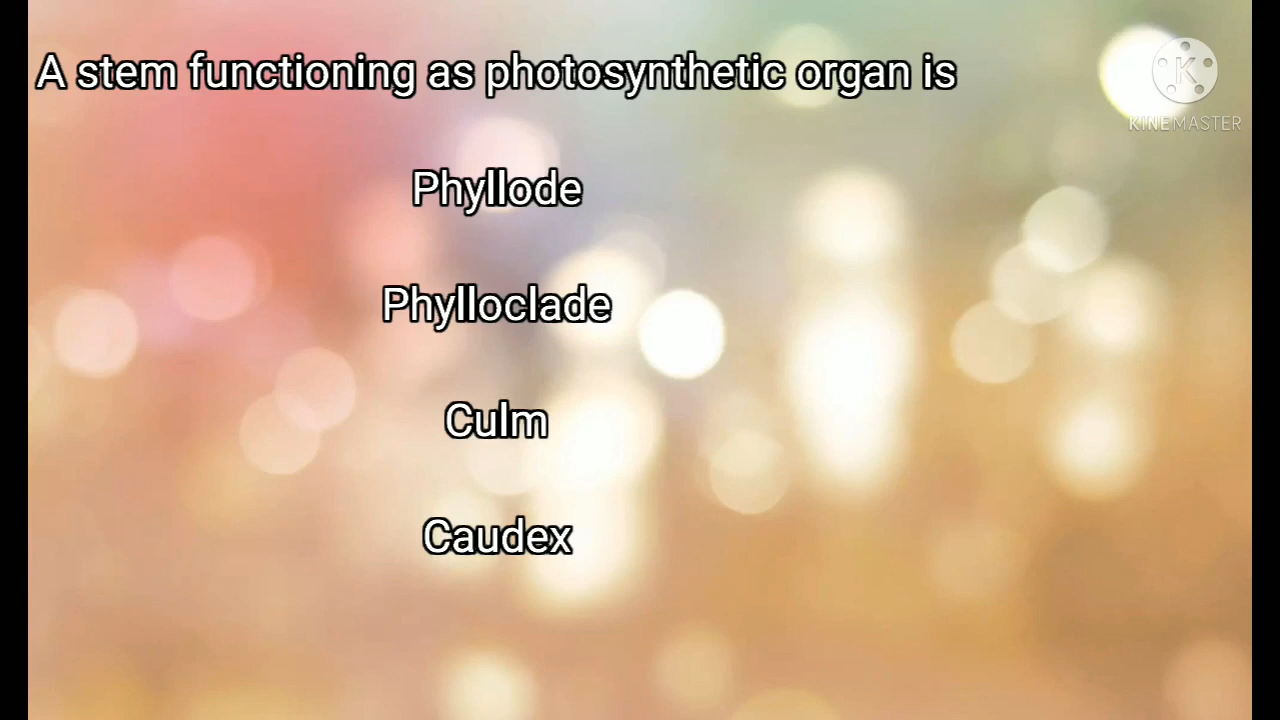 A stem functioning as photosynthetic organ is
K
KINEMASTER
Phyllode
Phylloclade
Culm
Caudex